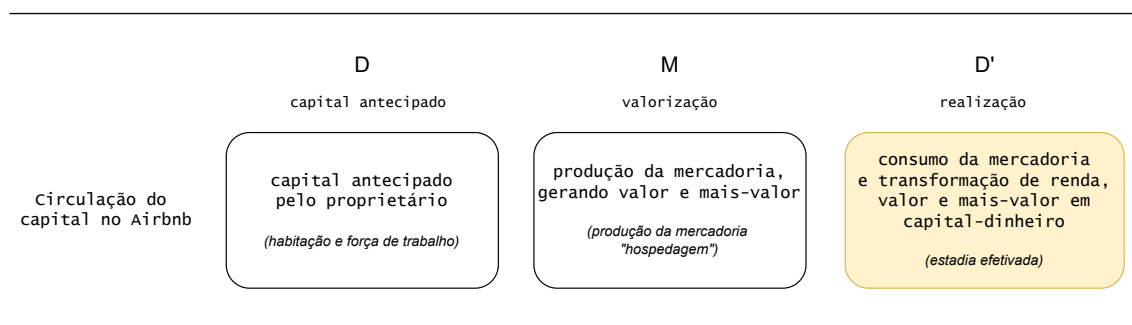 D
M
D'
capital antecipado
valorização
realização
Circulação do
capital no Airbnb
capital antecipado
pelo proprietário
(habitação e força de trabalho)
produção da mercadoria,
gerando valor e mais-valor
(produção da mercadoria
"hospedagem")
consumo da mercadoria
e transformação de renda,
valor e mais-valor em
capital-dinheiro
(estadia efetivada)